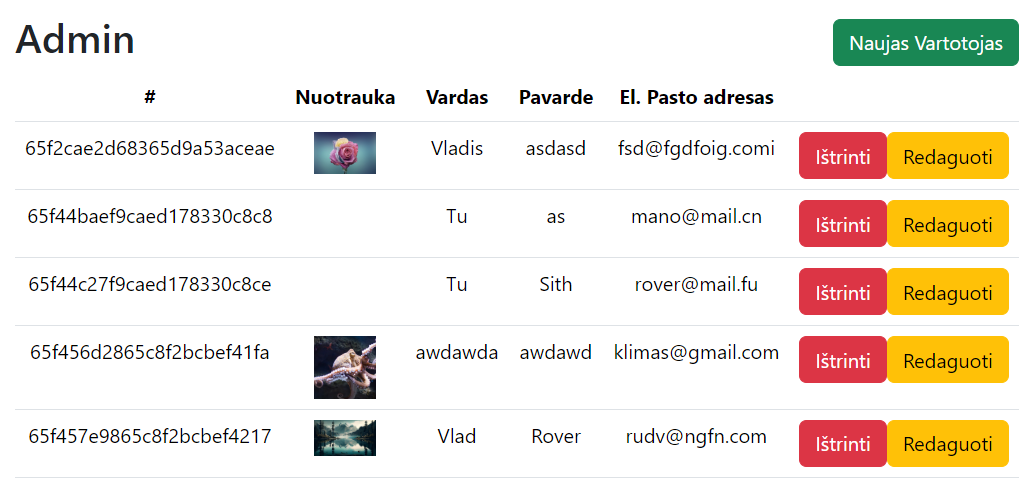 Admin
Naujas Vartotojas
# Nuotrauka Vardas Pavarde El. Pasto adresas
65f2cae2d68365d9a53aceae Vladis asdasd fsd@fgdfoig.comi Ištrinti Redaguoti
65f44baef9caed178330c8c8 Tu as mano@mail.cn Ištrinti Redaguoti
65f44c27f9caed178330c8ce Tu Sith rover@mail.fu Ištrinti Redaguoti
65f456d2865c8f2bcbef41fa awdawda awdawd klimas@gmail.com Ištrinti Redaguoti
65f457e9865c8f2bcbef4217 Vlad Rover rudv@ngfn.com Ištrinti Redaguoti